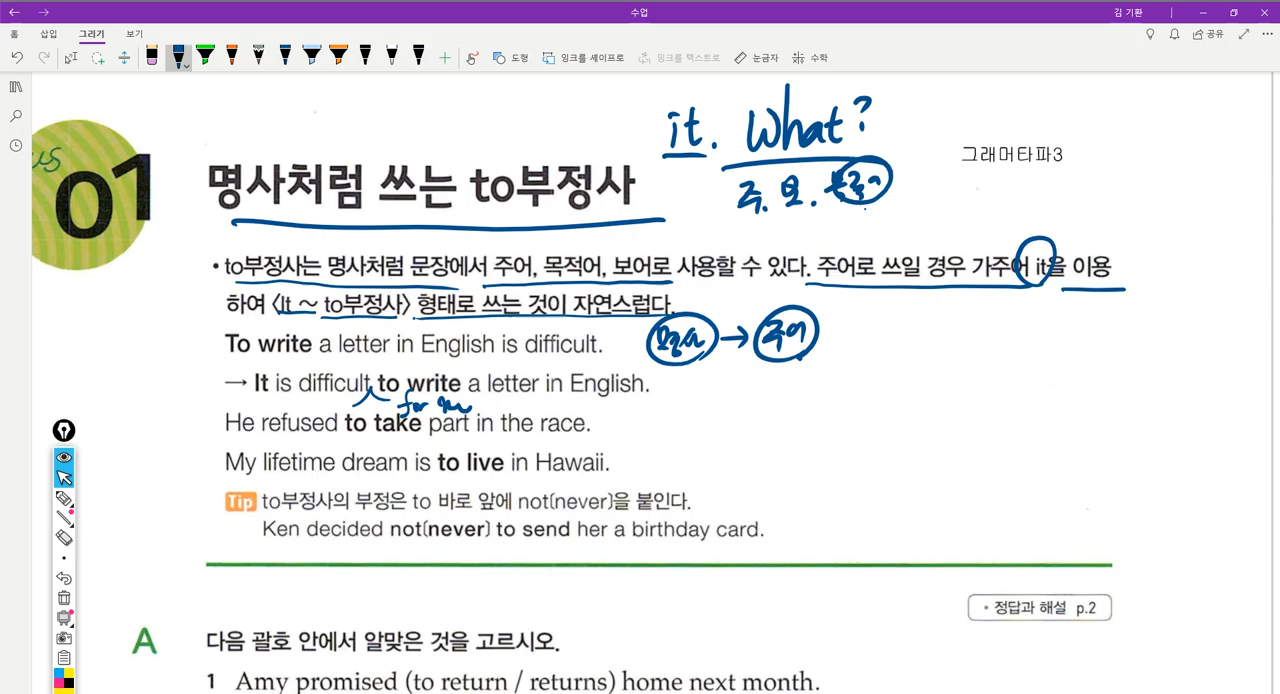 수업
김 기환
홈 삽입 그리기 보기
공유
도형 잉크를 셰이프로 잉크를 텍스트로 눈금자 수학
it. What?
그래머타파3
us
01
명사처럼 쓰는 to부정사
주. 보.
• to부정사는 명사처럼 문장에서 주어, 목적어, 보어로 사용할 수 있다. 주어로 쓰일 경우 가주어 it을 이용
하여 〈It ~ to부정사〉 형태로 쓰는 것이 자연스럽다.
To write a letter in English is difficult.
명사 → 주어
→ It is difficult to write a letter in English.
for me
He refused to take part in the race.
My lifetime dream is to live in Hawaii.
Tip to부정사의 부정은 to 바로 앞에 not(never)을 붙인다.
Ken decided not(never) to send her a birthday card.
• 정답과 해설 p.2
A 다음 괄호 안에서 알맞은 것을 고르시오.
1 Amy promised (to return / returns) home next month.